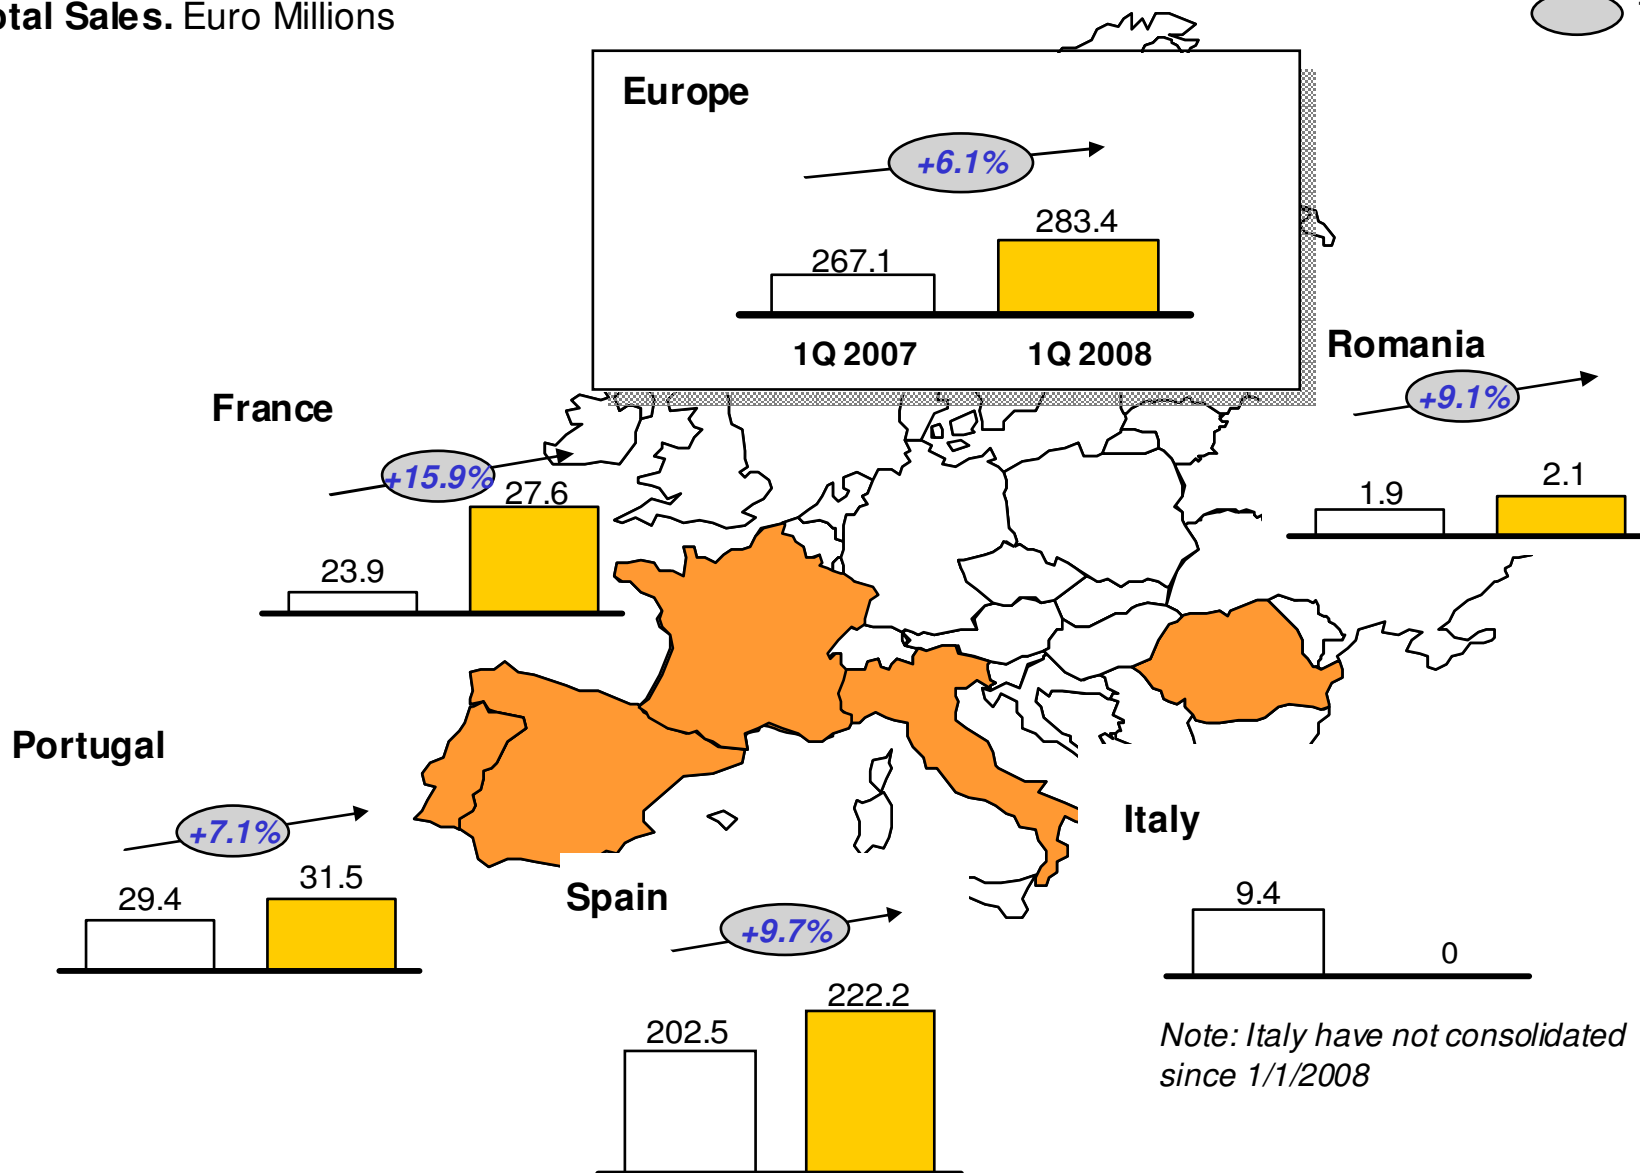 tal Sales. Euro Millions
Europe
+6.1%
283.4
267.1
1Q 2007 1Q 2008
Romania
+9.1%
2.1
1.9
France
+15.9%
27.6
23.9
Portugal
+7.1%
31.5
29.4
Spain
+9.7%
222.2
202.5
Italy
9.4
0
Note: Italy have not consolidated
since 1/1/2008